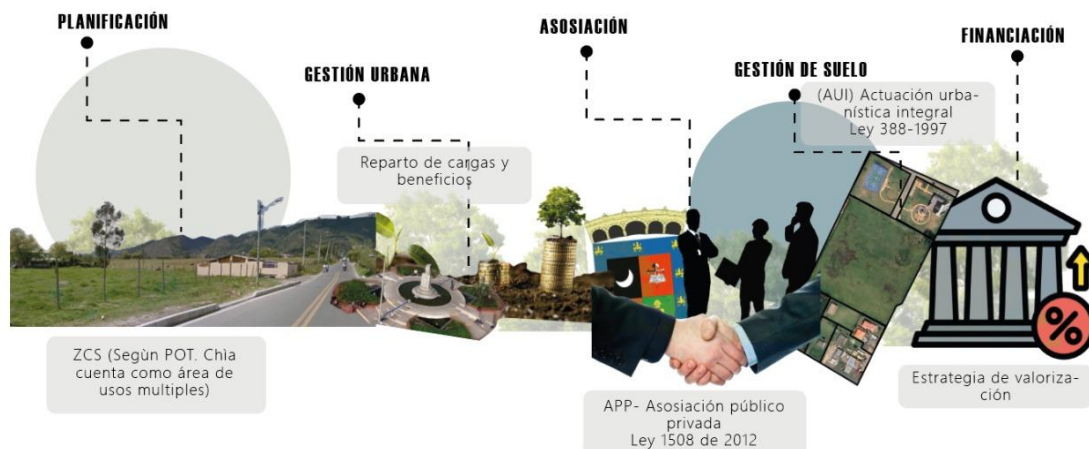 PLANIFICACIÓN
ZCS (Segùn POT. Chìa
cuenta como área de
usos multiples)
GESTIÓN URBANA
Reparto de cargas y
beneficios
ASOSIACIÓN
APP- Asosiación público
privada
Ley 1508 de 2012
GESTIÓN DE SUELO
(AUI) Actuación urba-
nística integral
Ley 388-1997
FINANCIACIÓN
%
Estrategia de valoriza-
ción